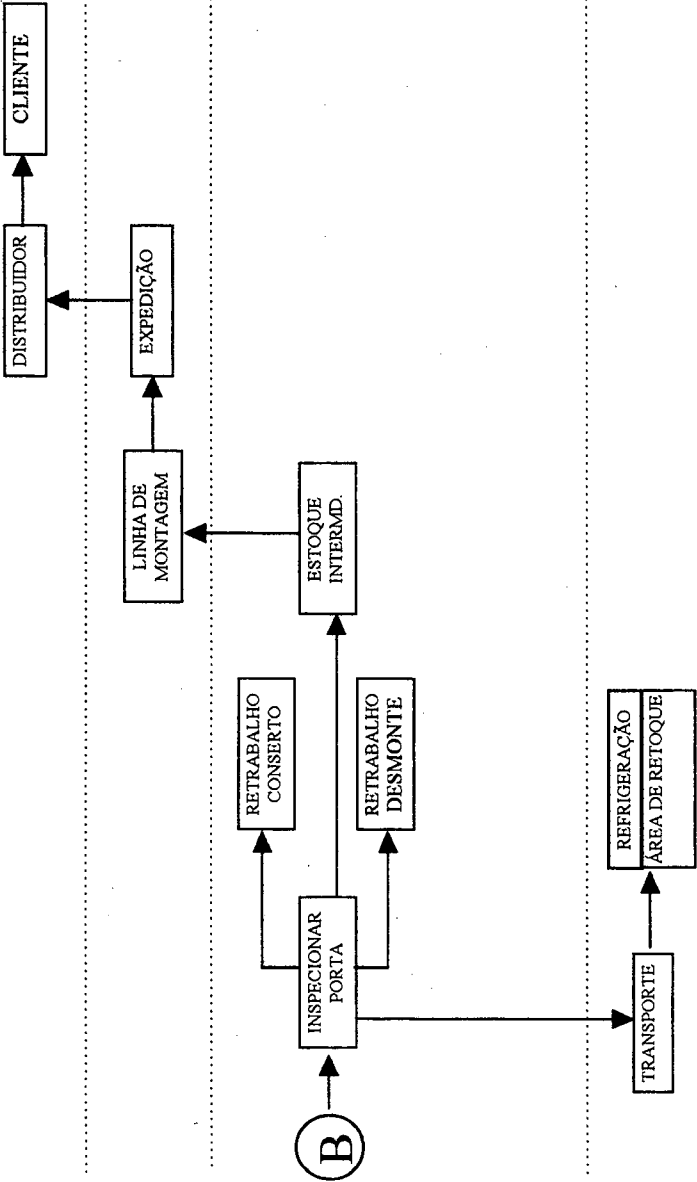 B
INSPECIONAR
PORTA
RETRABALHO
CONSERTO
RETRABALHO
DESMONTE
TRANSPORTE
REFRIGERAÇÃO
ÁREA DE RETOQUE
ESTOQUE
INTERMD.
LINHA DE
MONTAGEM
EXPEDIÇÃO
DISTRIBUIDOR
CLIENTE